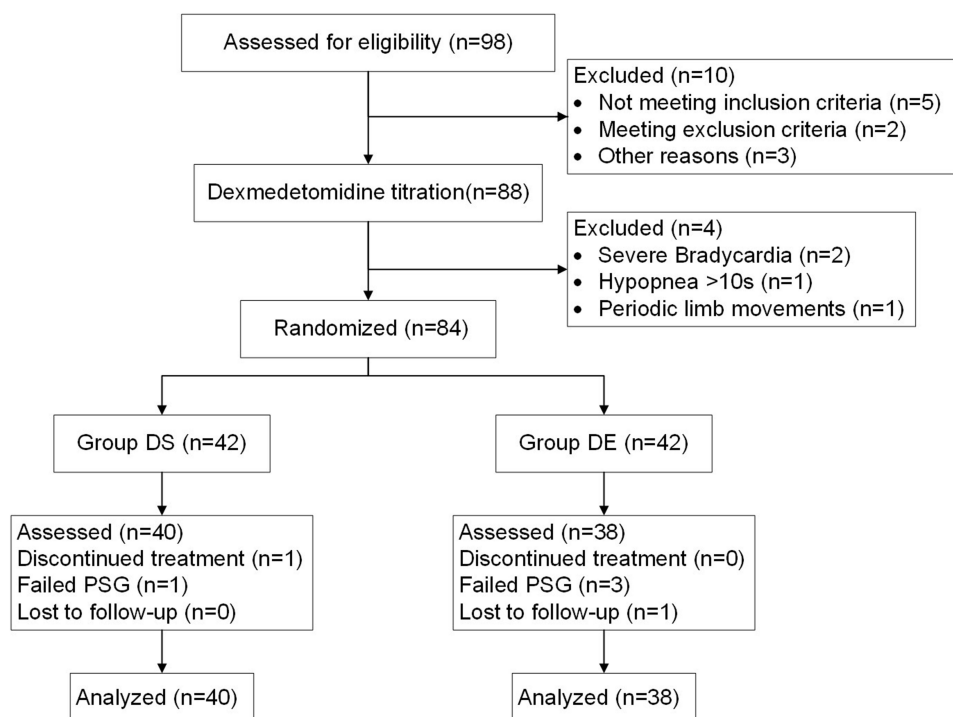 Assessed for eligibility (n=98)
Excluded (n=10)
• Not meeting inclusion criteria (n=5)
• Meeting exclusion criteria (n=2)
• Other reasons (n=3)
Dexmedetomidine titration(n=88)
Excluded (n=4)
• Severe Bradycardia (n=2)
• Hypopnea >10s (n=1)
• Periodic limb movements (n=1)
Randomized (n=84)
Group DS (n=42)
Group DE (n=42)
Assessed (n=40)
Discontinued treatment (n=1)
Failed PSG (n=1)
Lost to follow-up (n=0)
Assessed (n=38)
Discontinued treatment (n=0)
Failed PSG (n=3)
Lost to follow-up (n=1)
Analyzed (n=40)
Analyzed (n=38)